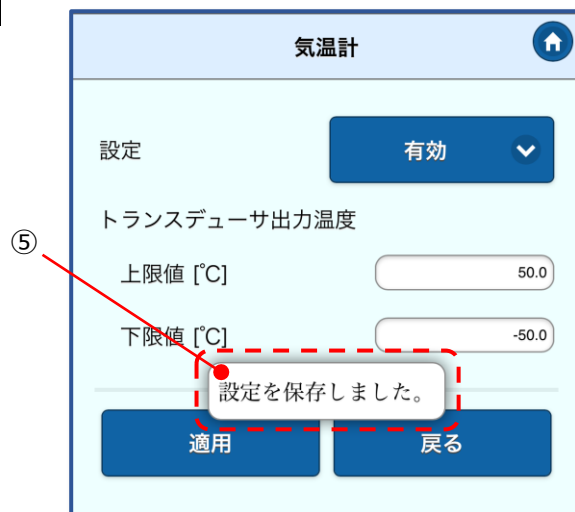 気温計
設定
有効
トランスデューサ出力温度
⑤
上限値 [℃]
50.0
下限値 [℃]
-50.0
設定を保存しました。
適用
戻る